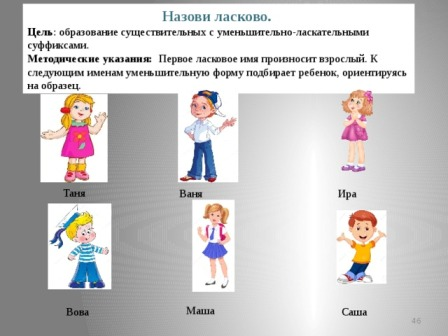 Назови ласково.
Цель: образование существительных с уменьшительно-ласкательными
суффиксами.
Методические указания: Первое ласковое имя произносит взрослый. К
следующим именам уменьшительную форму подбирает ребенок, ориентируясь
на образец.
Таня
Ваня
Ира
Вова
Маша
Саша
46